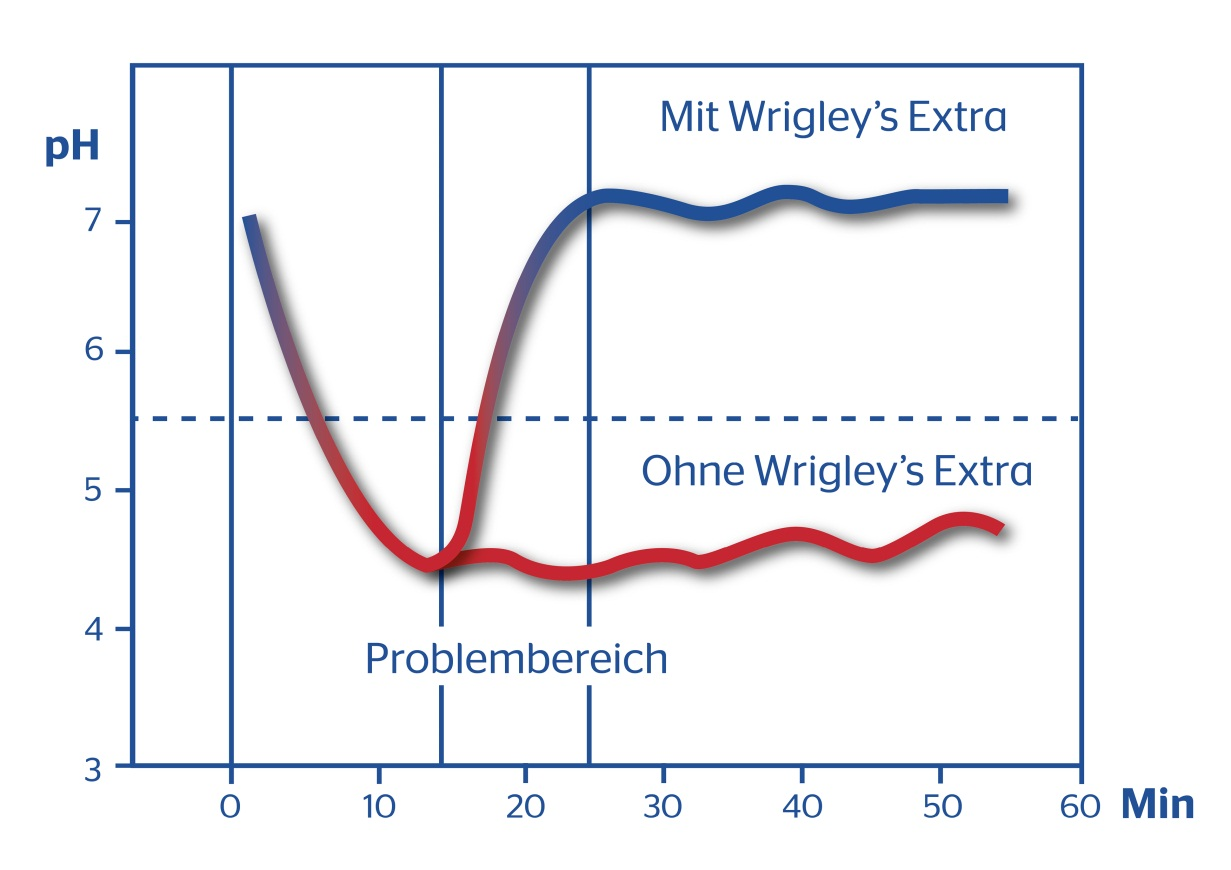 Mit Wrigley’s Extra
pH
7
6
Ohne Wrigley’s Extra
5
4
Problembereich
3
0 10 20 30 40 50 60 Min